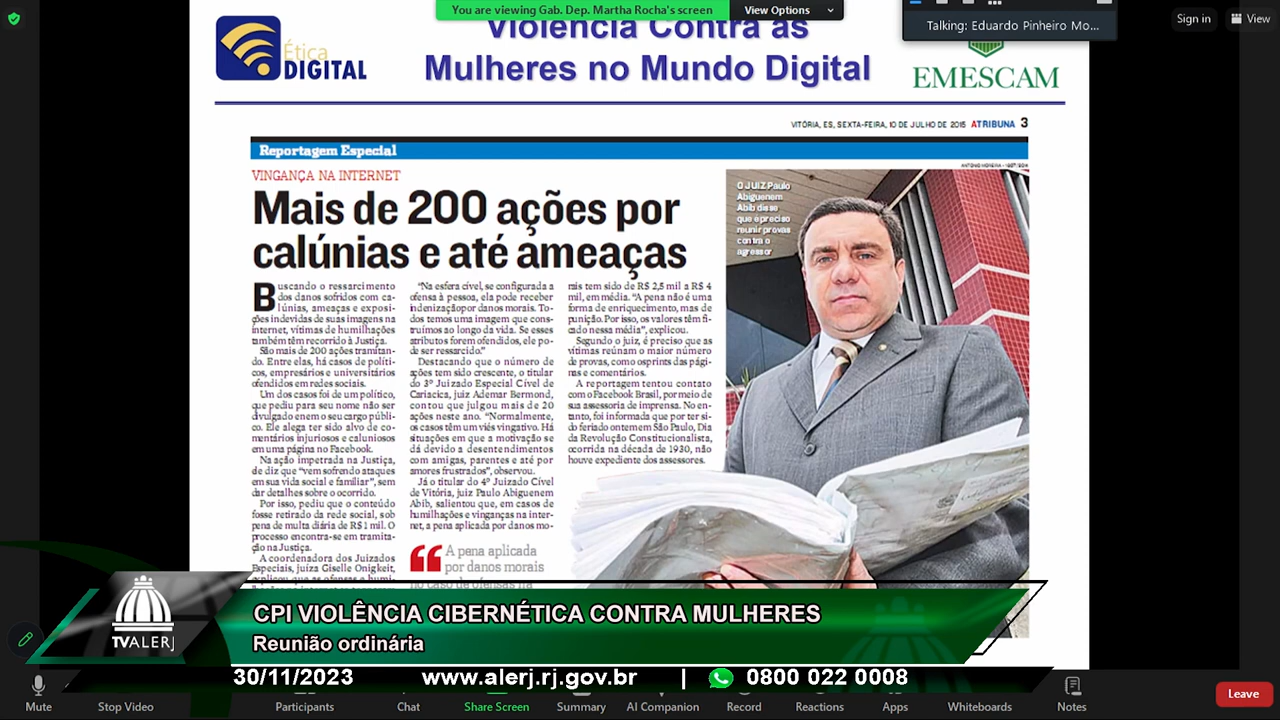 You are viewing Gab. Dep. Martha Rocha's screen
View Options
Talking: Eduardo Pinheiro Mo...
Sign in
View
Ética
DIGITAL
Violência Contra as
Mulheres no Mundo Digital
EMESCAM
VITÓRIA, ES, SEXTA-FEIRA, 10 DE JULHO DE 2015 ATRIBUNA 3
Reportagem Especial
VINGANÇA NA INTERNET
Mais de 200 ações por
calúnias e até ameaças
Buscando o ressarcimento
dos danos sofridos com ca-
lúnias, ameaças e exposi-
ções indevidas de suas imagens na
internet, vítimas de humilhações
também têm recorrido à Justiça.
São mais de 200 ações tramitan-
do. Entre elas, há casos de políti-
cos, empresários e universitários
ofendidos em redes sociais.
Um dos casos foi de um político,
que pediu para seu nome não ser
divulgado e nem o seu cargo públi-
co. Ele alega ter sido alvo de co-
mentários injuriosos e caluniosos
em uma página no Facebook.
Na ação impetrada na Justiça,
ele diz que "vem sofrendo ataques
em sua vida social e familiar", sem
dar detalhes sobre o ocorrido.
Por isso, pediu que o conteúdo
fosse retirado da rede social, sob
pena de multa diária de R$ 1 mil. O
processo encontra-se em tramita-
ção na Justiça.
A coordenadora dos Juizados
Especiais, juíza Giselle Onigkeit,
explicou que as ofensas e humi-
"Na esfera cível, se configurada a
ofensa à pessoa, ela pode receber
indenização por danos morais. To-
dos temos uma imagem que cons-
truímos ao longo da vida. Se esses
atributos forem ofendidos, ele po-
de ser ressarcido."
Destacando que o número de
ações tem sido crescente, o titular
do 3º Juizado Especial Cível de
Cariacica, juiz Ademar Bermond,
contou que julgou mais de 20
ações neste ano. "Normalmente,
os casos têm um viés vingativo. Há
situações em que a motivação se
dá devido a desentendimentos
com amigas, parentes e até por
amores frustrados", observou.
Já o titular do 4º Juizado Cível
de Vitória, juiz Paulo Abiguenem
Abib, salientou que, em casos de
humilhações e vinganças na inter-
net, a pena aplicada por danos mo-
“A pena aplicada
por danos morais
no caso de ofensas na
rais tem sido de R$ 2,5 mil a R$ 4
mil, em média. "A pena não é uma
forma de enriquecimento, mas de
punição. Por isso, os valores têm fi-
cado nessa média", explicou.
Segundo o juiz, é preciso que as
vítimas reúnam o maior número
de provas, como os prints das pági-
nas e comentários.
A reportagem tentou contato
com o Facebook Brasil, por meio de
sua assessoria de imprensa. No en-
tanto, foi informada que por ter si-
do feriado ontem em São Paulo, Dia
da Revolução Constitucionalista,
ocorrida na década de 1930, não
houve expediente dos assessores.
O JUIZ Paulo
Abiguenem
Abib disse
que é preciso
reunir provas
contra o
agressor
TVALERJ
CPI VIOLÊNCIA CIBERNÉTICA CONTRA MULHERES
Reunião ordinária
30/11/2023 www.alerj.rj.gov.br | 0800 022 0008
Mute
Stop Video
Participants
Chat
Share Screen
Summary
AI Companion
Record
Reactions
Apps
Whiteboards
Notes
Leave